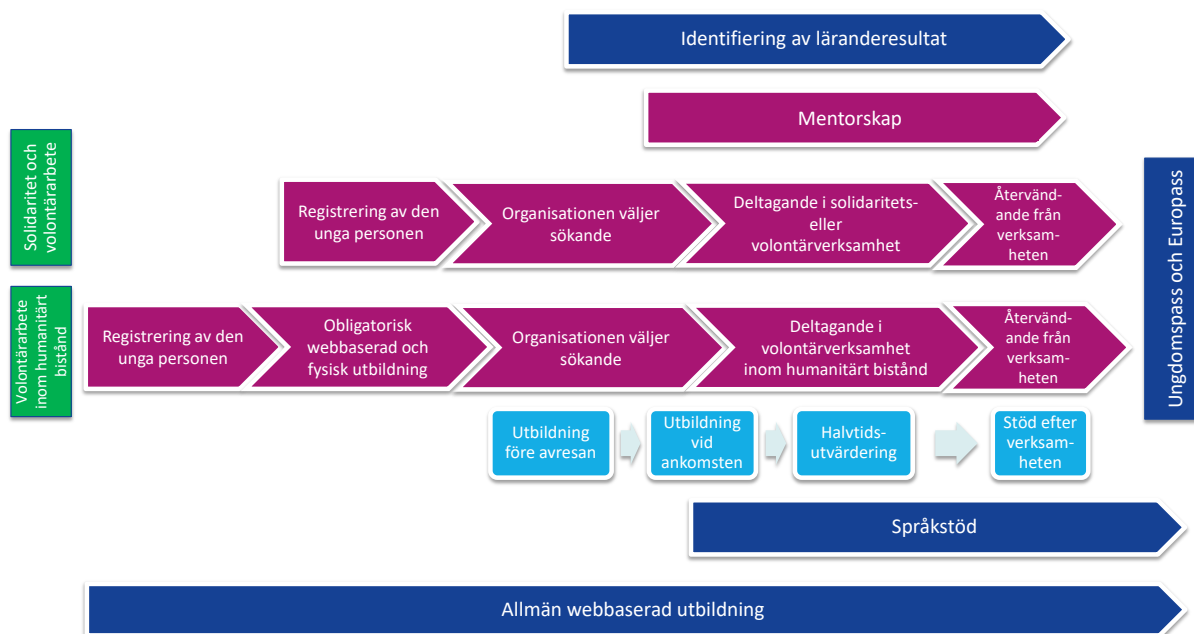 Identifiering av läranderesultat
Mentorskap
Solidaritet och
volontärarbete
Registrering av den
unga personen
Organisationen väljer
sökande
Deltagande i solidaritets-
eller
volontärverksamhet
Återvänd-
ande från
verksam-
heten
Ungdomspass och Europass
Volontärarbete
inom humanitärt
bistånd
Registrering av den
unga personen
Obligatorisk
webbaserad och
fysisk utbildning
Organisationen väljer
sökande
Deltagande i
volontärverksamhet
inom humanitärt bistånd
Återvänd-
ande från
verksam-
heten
Utbildning
före avresan
Utbildning
vid
ankomsten
Halvtids-
utvärdering
Stöd efter
verksam-
heten
Språkstöd
Allmän webbaserad utbildning